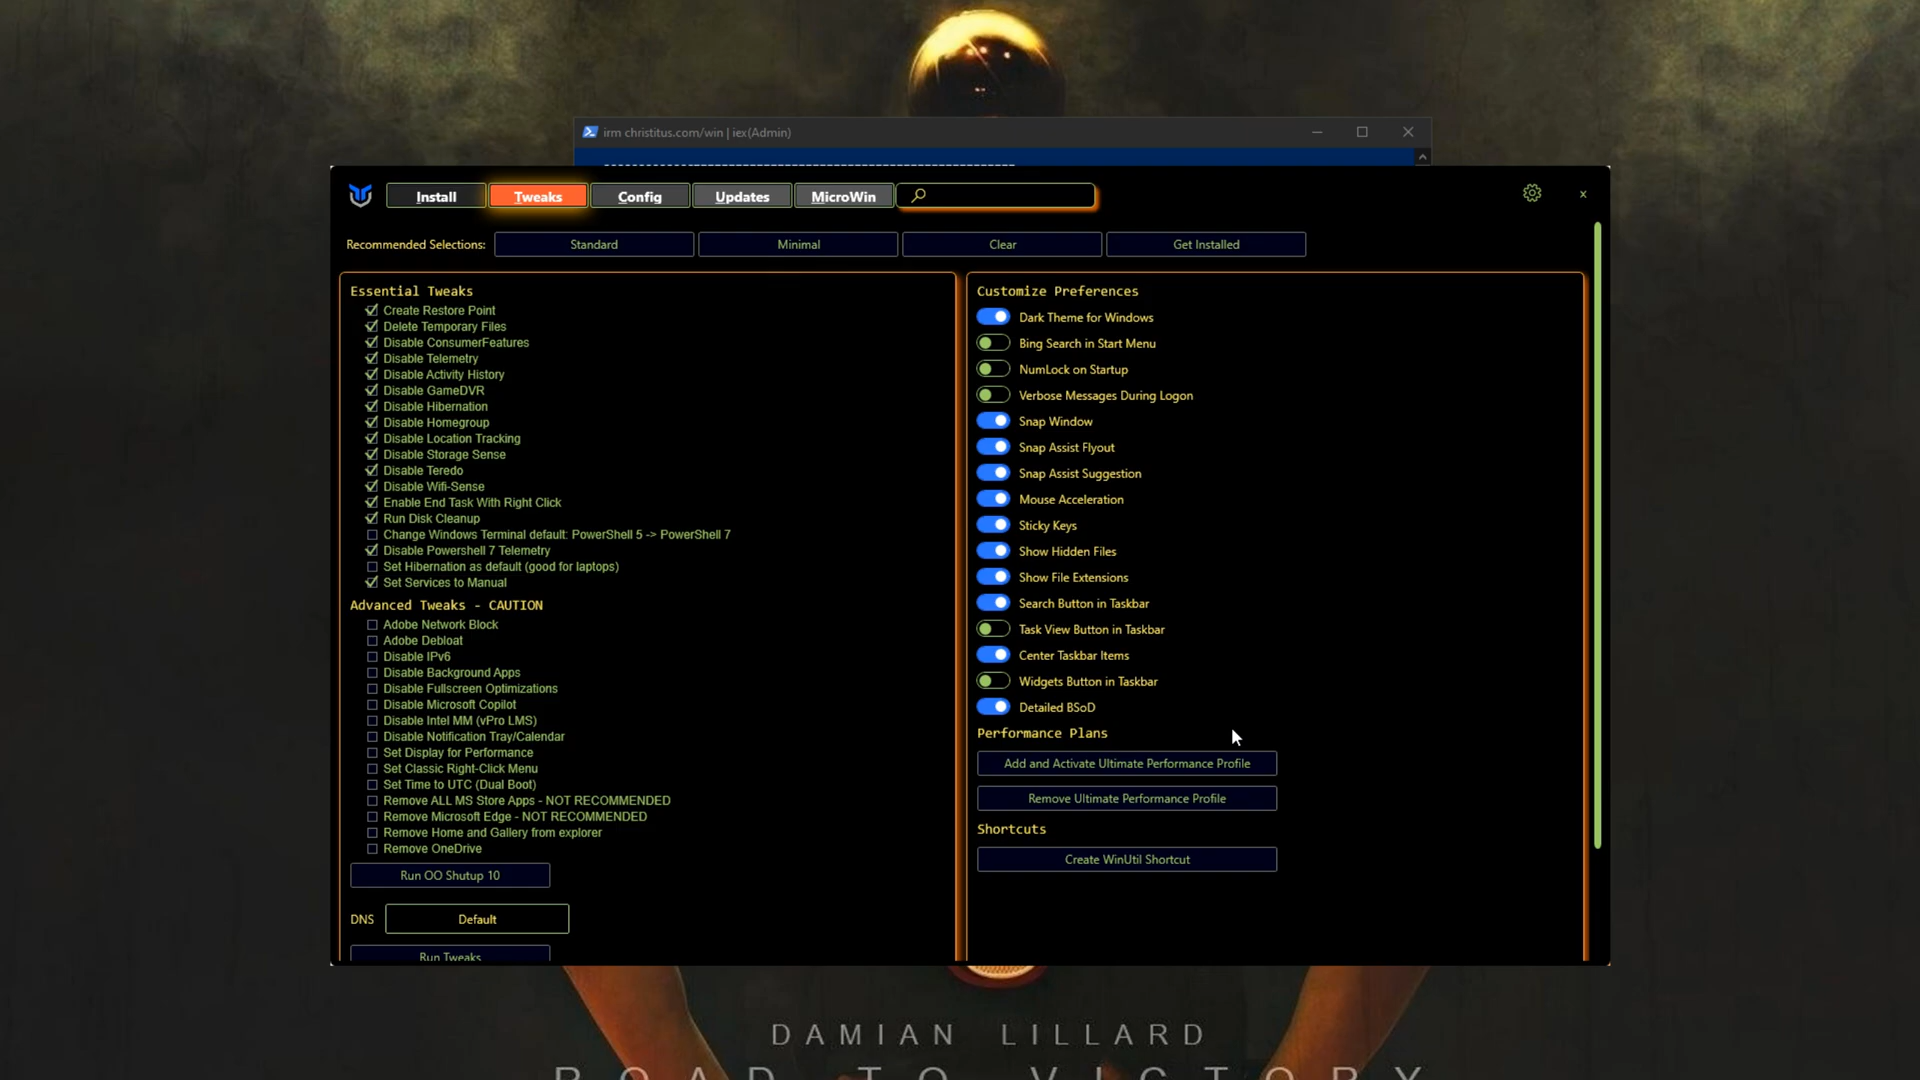 irm christitus.com/win | iex(Admin)
Install
Tweaks
Config
Updates
MicroWin
Recommended Selections:
Standard
Minimal
Clear
Get Installed
Essential Tweaks
Create Restore Point
Delete Temporary Files
Disable ConsumerFeatures
Disable Telemetry
Disable Activity History
Disable GameDVR
Disable Hibernation
Disable Homegroup
Disable Location Tracking
Disable Storage Sense
Disable Teredo
Disable Wifi-Sense
Enable End Task With Right Click
Run Disk Cleanup
Change Windows Terminal default: PowerShell 5 -> PowerShell 7
Disable Powershell 7 Telemetry
Set Hibernation as default (good for laptops)
Set Services to Manual
Advanced Tweaks - CAUTION
Adobe Network Block
Adobe Debloat
Disable IPv6
Disable Background Apps
Disable Fullscreen Optimizations
Disable Microsoft Copilot
Disable Intel MM (vPro LMS)
Disable Notification Tray/Calendar
Set Display for Performance
Set Classic Right-Click Menu
Set Time to UTC (Dual Boot)
Remove ALL MS Store Apps - NOT RECOMMENDED
Remove Microsoft Edge - NOT RECOMMENDED
Remove Home and Gallery from explorer
Remove OneDrive
Run OO Shutup 10
DNS
Default
Run Tweaks
Customize Preferences
Dark Theme for Windows
Bing Search in Start Menu
NumLock on Startup
Verbose Messages During Logon
Snap Window
Snap Assist Flyout
Snap Assist Suggestion
Mouse Acceleration
Sticky Keys
Show Hidden Files
Show File Extensions
Search Button in Taskbar
Task View Button in Taskbar
Center Taskbar Items
Widgets Button in Taskbar
Detailed BSoD
Performance Plans
Add and Activate Ultimate Performance Profile
Remove Ultimate Performance Profile
Shortcuts
Create WinUtil Shortcut
DAMIAN LILLARD
ROAD TO VICTORY